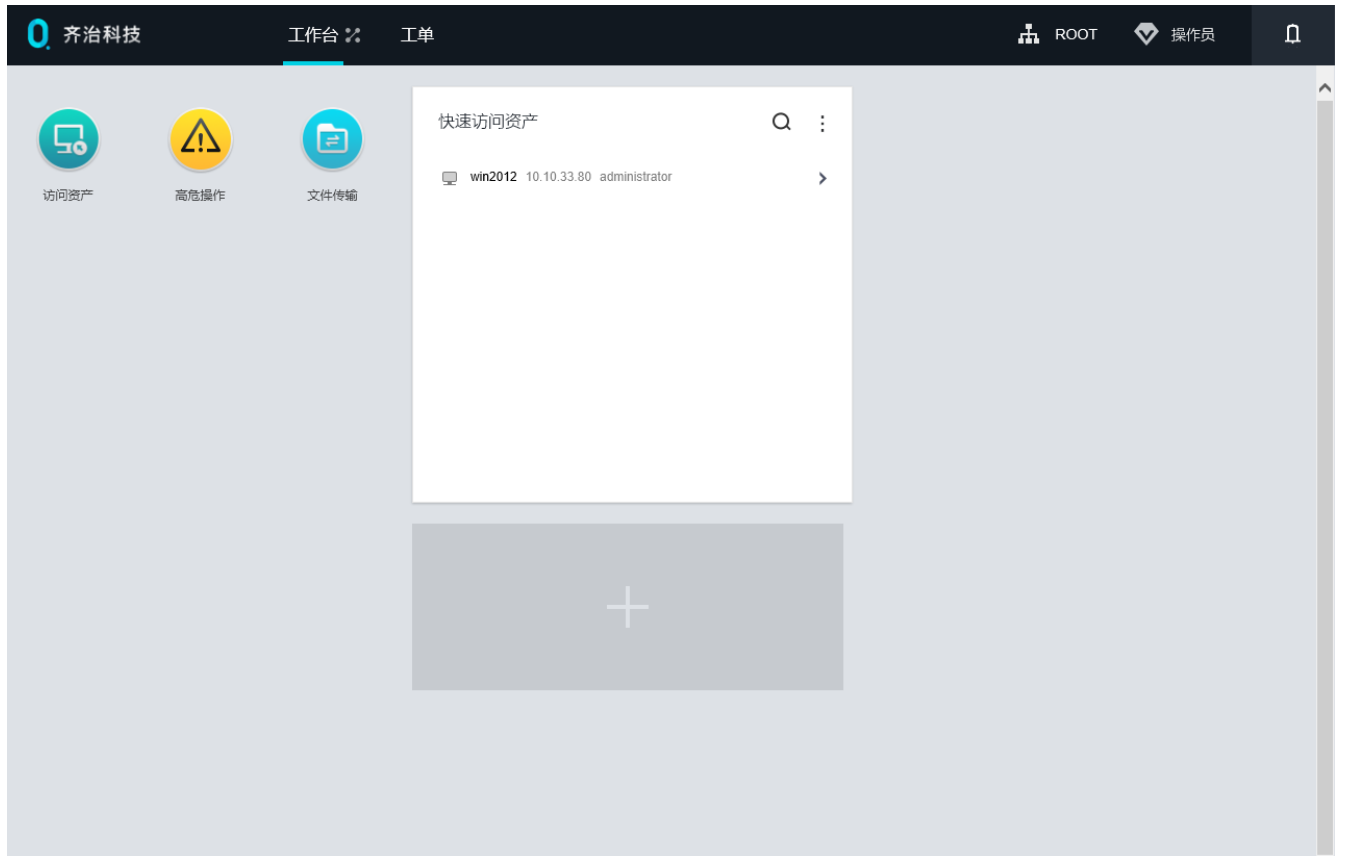 齐治科技 工作台 工单 ROOT 操作员
快速访问资产
win2012 10.10.33.80 administrator
访问资产 高危操作 文件传输